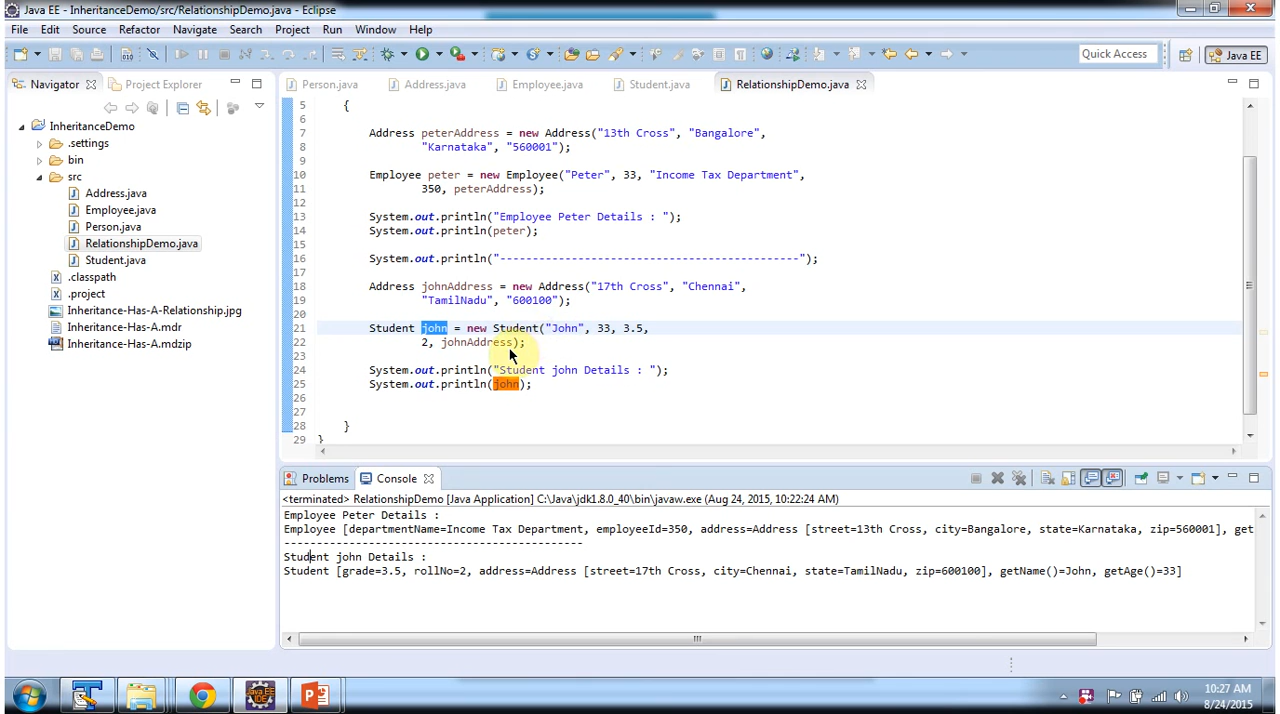 Java EE - InheritanceDemo/src/RelationshipDemo.java - Eclipse
File Edit Source Refactor Navigate Search Project Run Window Help
Quick Access Java EE
Navigator Project Explorer
Person.java Address.java Employee.java Student.java RelationshipDemo.java
InheritanceDemo
.settings
bin
src
Address.java
Employee.java
Person.java
RelationshipDemo.java
Student.java
.classpath
.project
Inheritance-Has-A-Relationship.jpg
Inheritance-Has-A.mdr
Inheritance-Has-A.mdzip
5 {
6
7 Address peterAddress = new Address("13th Cross", "Bangalore",
8 "Karnataka", "560001");
9
10 Employee peter = new Employee("Peter", 33, "Income Tax Department",
11 350, peterAddress);
12
13 System.out.println("Employee Peter Details : ");
14 System.out.println(peter);
15
16 System.out.println("----------------------------------------------");
17
18 Address johnAddress = new Address("17th Cross", "Chennai",
19 "TamilNadu", "600100");
20
21 Student john = new Student("John", 33, 3.5,
22 2, johnAddress);
23
24 System.out.println("Student john Details : ");
25 System.out.println(john);
26
27
28 }
29 }
Problems Console
<terminated> RelationshipDemo [Java Application] C:\Java\jdk1.8.0_40\bin\javaw.exe (Aug 24, 2015, 10:22:24 AM)
Employee Peter Details :
Employee [departmentName=Income Tax Department, employeeId=350, address=Address [street=13th Cross, city=Bangalore, state=Karnataka, zip=560001], get
----------------------------------------------
Student john Details :
Student [grade=3.5, rollNo=2, address=Address [street=17th Cross, city=Chennai, state=TamilNadu, zip=600100], getName()=John, getAge()=33]
10:27 AM
8/24/2015